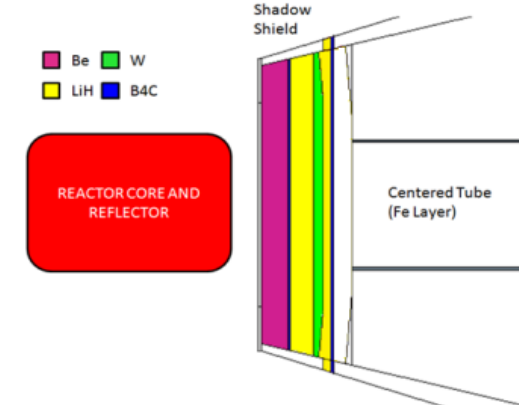 Shadow
Shield
Be
W
LiH
B4C
REACTOR CORE AND
REFLECTOR
Centered Tube
(Fe Layer)